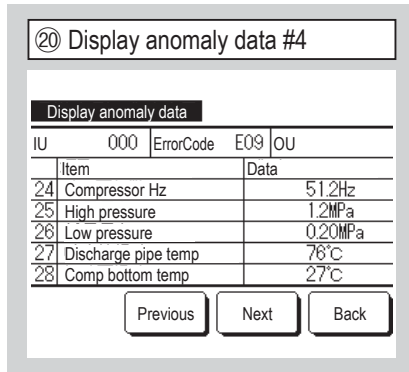 ⑳ Display anomaly data #4
Display anomaly data
IU 000 ErrorCode E09 OU
Item Data
24 Compressor Hz 51.2Hz
25 High pressure 1.2MPa
26 Low pressure 0.20MPa
27 Discharge pipe temp 76℃
28 Comp bottom temp 27℃
Previous Next Back